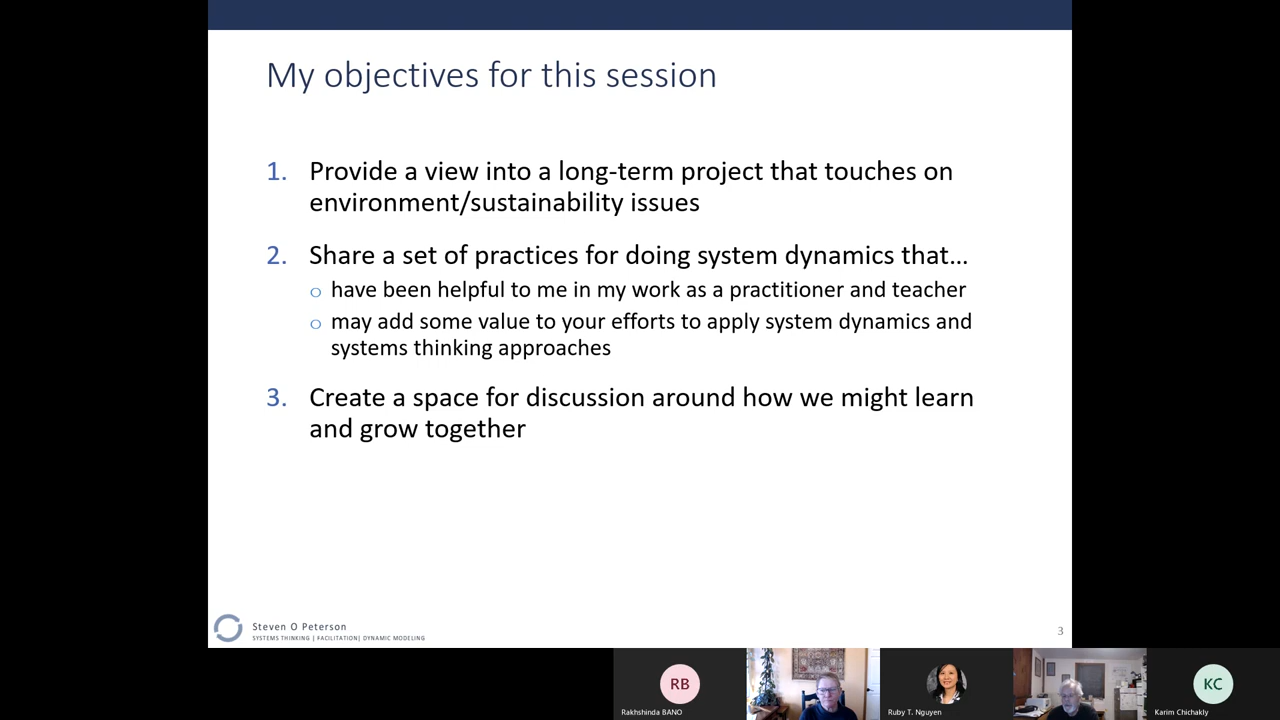 My objectives for this session
1. Provide a view into a long-term project that touches on
environment/sustainability issues
2. Share a set of practices for doing system dynamics that...
o have been helpful to me in my work as a practitioner and teacher
o may add some value to your efforts to apply system dynamics and
systems thinking approaches
3. Create a space for discussion around how we might learn
and grow together
Steven O Peterson
SYSTEMS THINKING | FACILITATION| DYNAMIC MODELING
3
RB
KC
Rakhshinda BANO
Ruby T. Nguyen
Karim Chichakly